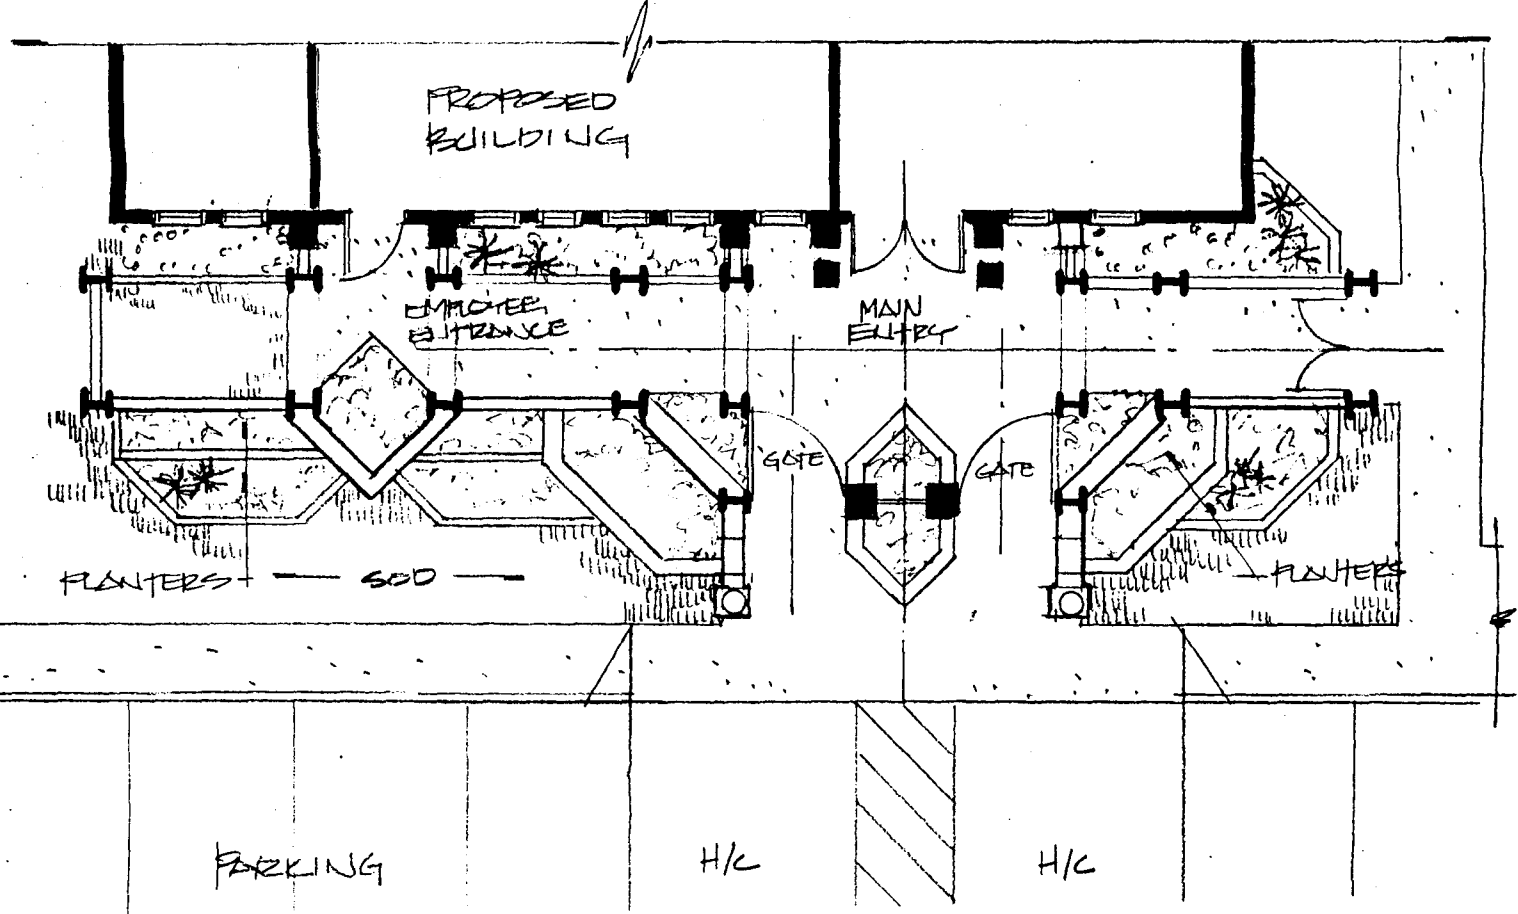 PROPOSED
BUILDING
EMPLOYEE
ENTRANCE
MAIN
ENTRY
GATE
GATE
PLANTERS
SOD
PLANTERS
PARKING
H/C
H/C